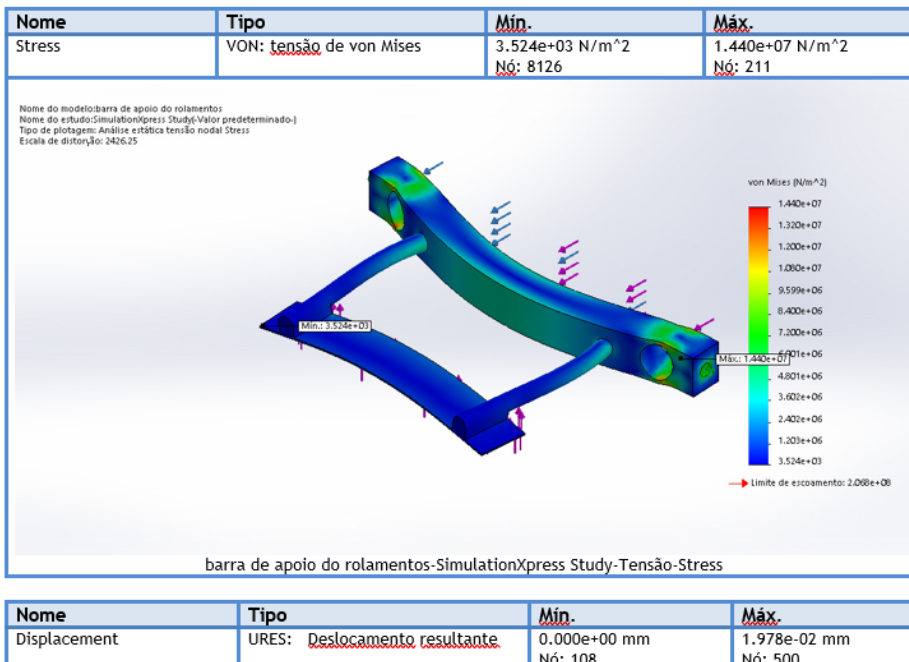 Nome Tipo Mín. Máx.
Stress VON: tensão de von Mises 3.524e+03 N/m^2 1.440e+07 N/m^2
Nó: 8126 Nó: 211
Nome do modelo:barra de apoio do rolamentos
Nome do estudo:SimulationXpress Study(-Valor predeterminado-)
Tipo de plotagem: Análise estática tensão nodal Stress
Escala de distorção: 2426.25
von Mises (N/m^2)
1.440e+07
1.320e+07
1.200e+07
1.080e+07
9.599e+06
8.400e+06
7.200e+06
Mín.: 3.524e+03
Máx.: 1.440e+07
4.801e+06
3.602e+06
2.402e+06
1.203e+06
3.524e+03
Limite de escoamento: 2.068e+08
barra de apoio do rolamentos-SimulationXpress Study-Tensão-Stress
Nome Tipo Mín. Máx.
Displacement URES: Deslocamento resultante 0.000e+00 mm 1.978e-02 mm
Nó: 108 Nó: 500